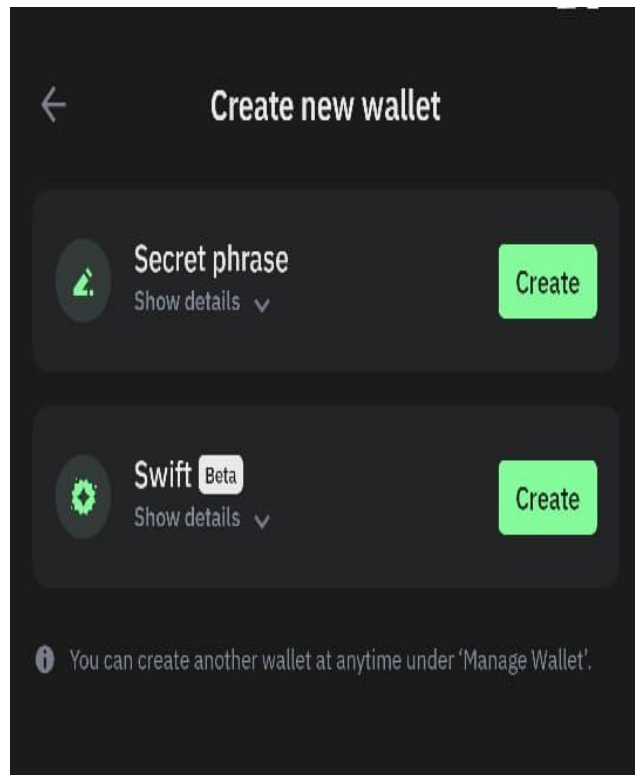 Create new wallet
Secret phrase
Show details
Create
Swift Beta
Show details
Create
You can create another wallet at anytime under ‘Manage Wallet’.